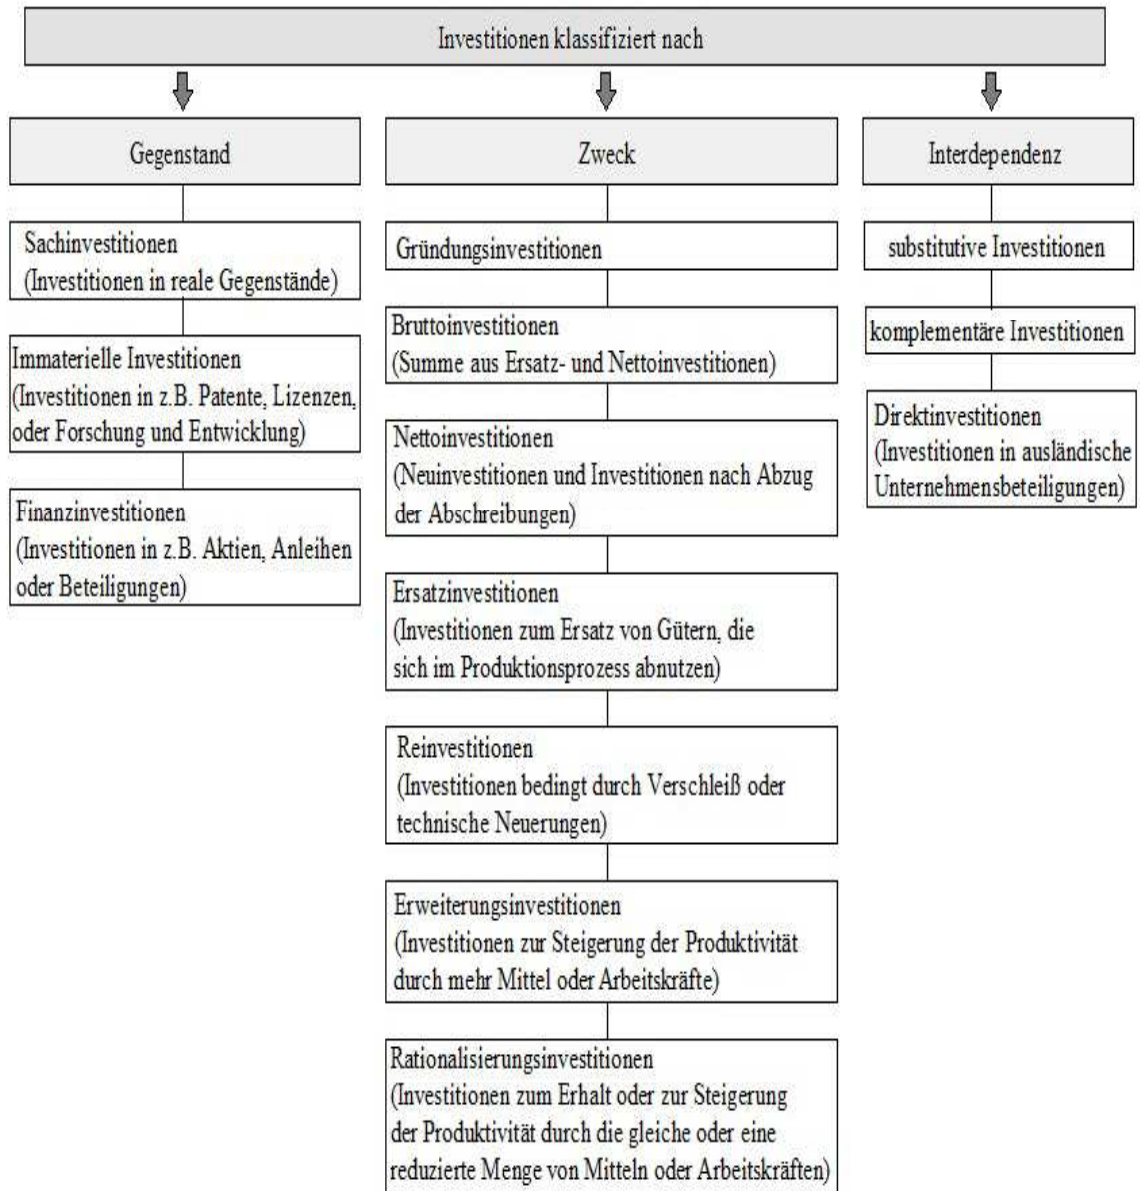 Investitionen klassifiziert nach
Gegenstand
Sachinvestitionen
(Investitionen in reale Gegenstände)
Immaterielle Investitionen
(Investitionen in z.B. Patente, Lizenzen,
oder Forschung und Entwicklung)
Finanzinvestitionen
(Investitionen in z.B. Aktien, Anleihen
oder Beteiligungen)
Zweck
Gründungsinvestitionen
Bruttoinvestitionen
(Summe aus Ersatz- und Nettoinvestitionen)
Nettoinvestitionen
(Neuinvestitionen und Investitionen nach Abzug
der Abschreibungen)
Ersatzinvestitionen
(Investitionen zum Ersatz von Gütern, die
sich im Produktionsprozess abnutzen)
Reinvestitionen
(Investitionen bedingt durch Verschleiß oder
technische Neuerungen)
Erweiterungsinvestitionen
(Investitionen zur Steigerung der Produktivität
durch mehr Mittel oder Arbeitskräfte)
Rationalisierungsinvestitionen
(Investitionen zum Erhalt oder zur Steigerung
der Produktivität durch die gleiche oder eine
reduzierte Menge von Mitteln oder Arbeitskräften)
Interdependenz
substitutive Investitionen
komplementäre Investitionen
Direktinvestitionen
(Investitionen in ausländische
Unternehmensbeteiligungen)